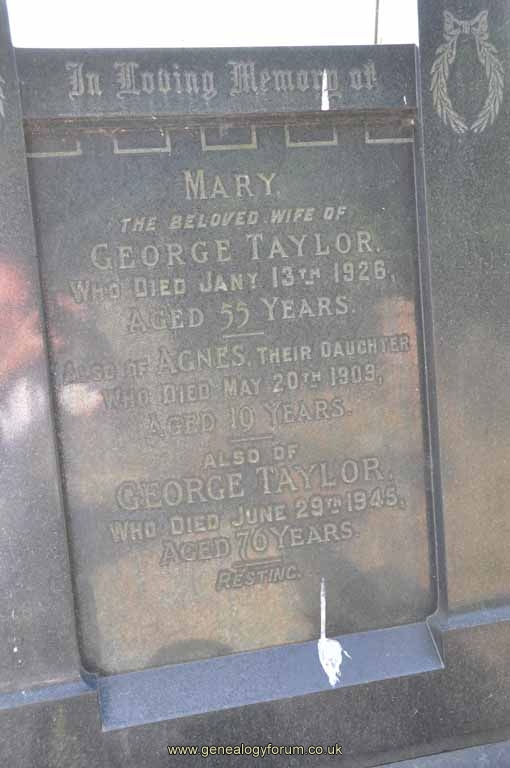 In Loving Memory of
MARY,
THE BELOVED WIFE OF
GEORGE TAYLOR.
WHO DIED JANY 13TH 1926,
AGED 55 YEARS.
ALSO OF AGNES, THEIR DAUGHTER
WHO DIED MAY 20TH 1909,
AGED 19 YEARS.
ALSO OF
GEORGE TAYLOR.
WHO DIED JUNE 29TH 1945,
AGED 76 YEARS.
RESTING.
www.genealogyforum.co.uk